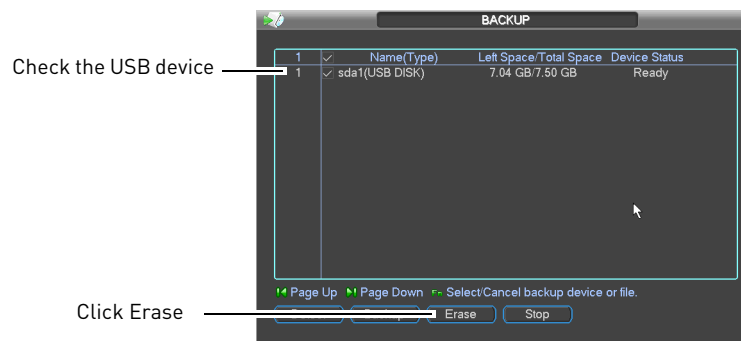 BACKUP
1 Name(Type) Left Space/Total Space Device Status
Check the USB device
1 sda1(USB DISK) 7.04 GB/7.50 GB Ready
Page Up Page Down Fn Select/Cancel backup device or file.
Click Erase
Erase Stop